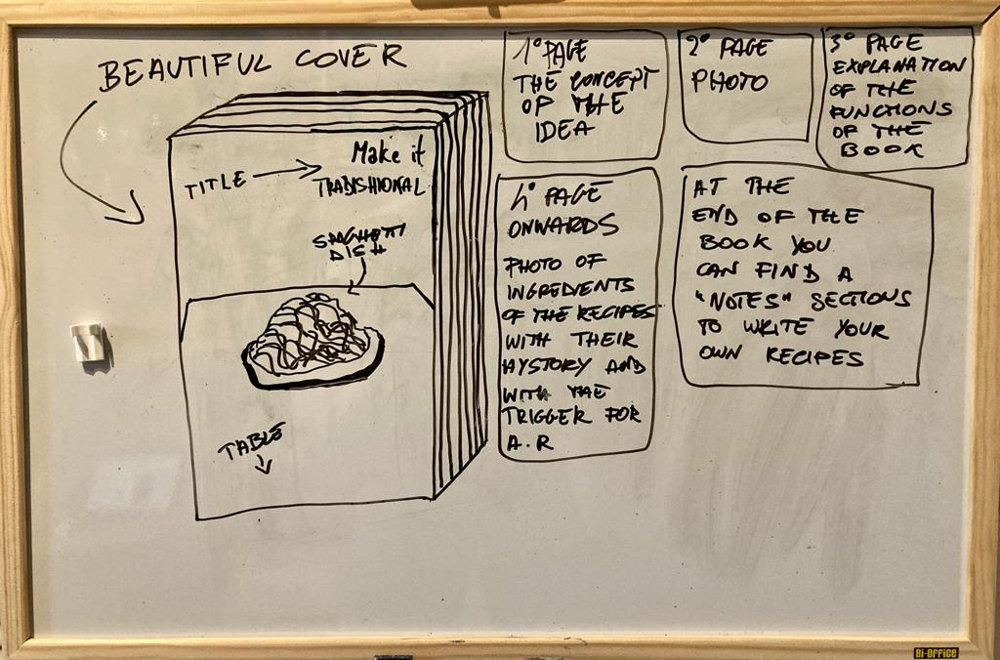 BEAUTIFUL COVER
TITLE
Make it
TRADISHIONAL
SPAGHETTI
DISH
TABLE
1° PAGE
THE CONCEPT
OF THE
IDEA
2° PAGE
PHOTO
3° PAGE
EXPLANATION
OF THE
FUNCTIONS
OF THE
BOOK
4° PAGE
ONWARDS
PHOTO OF
INGREDIENTS
OF THE RECIPES
WITH THEIR
HYSTORY AND
WITH THE
TRIGGER FOR
A.R
AT THE
END OF THE
BOOK YOU
CAN FIND A
"NOTES" SECTIONS
TO WRITE YOUR
OWN RECIPES
Bi-OFFICE